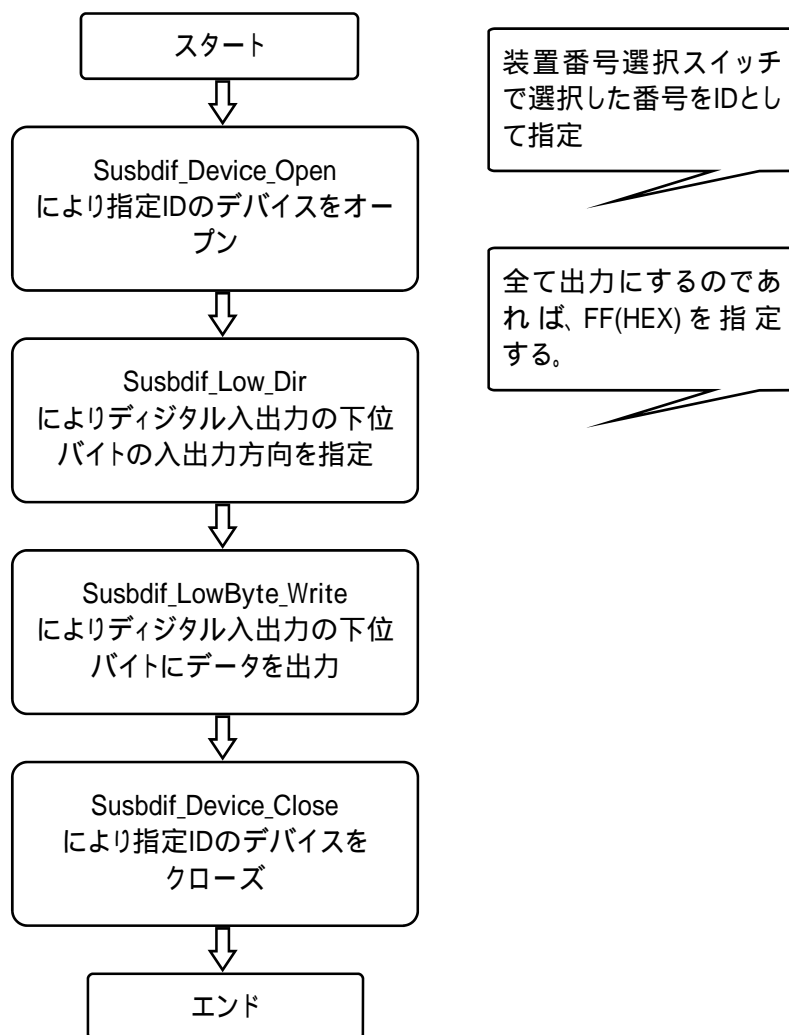 スタート
Susbdif_Device_Open
により指定IDのデバイスをオー
プン
Susbdif_Low_Dir
によりディジタル入出力の下位
バイトの入出力方向を指定
Susbdif_LowByte_Write
によりディジタル入出力の下位
バイトにデータを出力
Susbdif_Device_Close
により指定IDのデバイスを
クローズ
エンド
装置番号選択スイッチ
で選択した番号をIDとし
て指定
全て出力にするのであ
れば、FF(HEX)を指定
する。